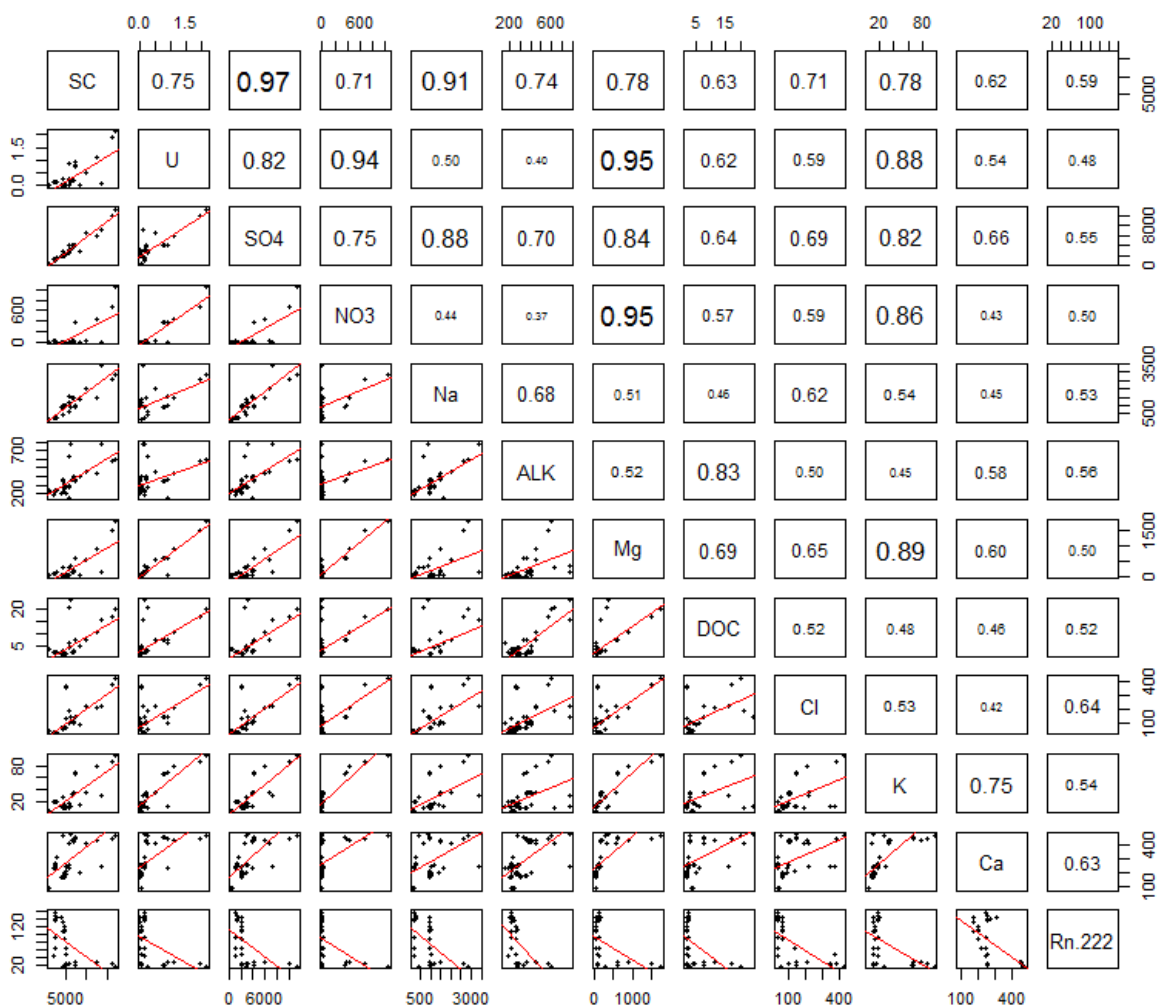 0.0 1.5 0 600 200 600 5 15 20 80 20 100
SC 0.75 0.97 0.71 0.91 0.74 0.78 0.63 0.71 0.78 0.62 0.59 5000
0.0 1.5 U 0.82 0.94 0.50 0.40 0.95 0.62 0.59 0.88 0.54 0.48
SO4 0.75 0.88 0.70 0.84 0.64 0.69 0.82 0.66 0.55 0 8000
0 600 NO3 0.44 0.37 0.95 0.57 0.59 0.86 0.43 0.50
Na 0.68 0.51 0.46 0.62 0.54 0.45 0.53 500 3500
200 700 ALK 0.52 0.83 0.50 0.45 0.58 0.56
Mg 0.69 0.65 0.89 0.60 0.50 0 1500
5 20 DOC 0.52 0.48 0.46 0.52
Cl 0.53 0.42 0.64 100 400
20 80 K 0.75 0.54
Ca 0.63 100 400
20 120 Rn.222
5000 0 6000 500 3000 0 1000 100 400 100 400